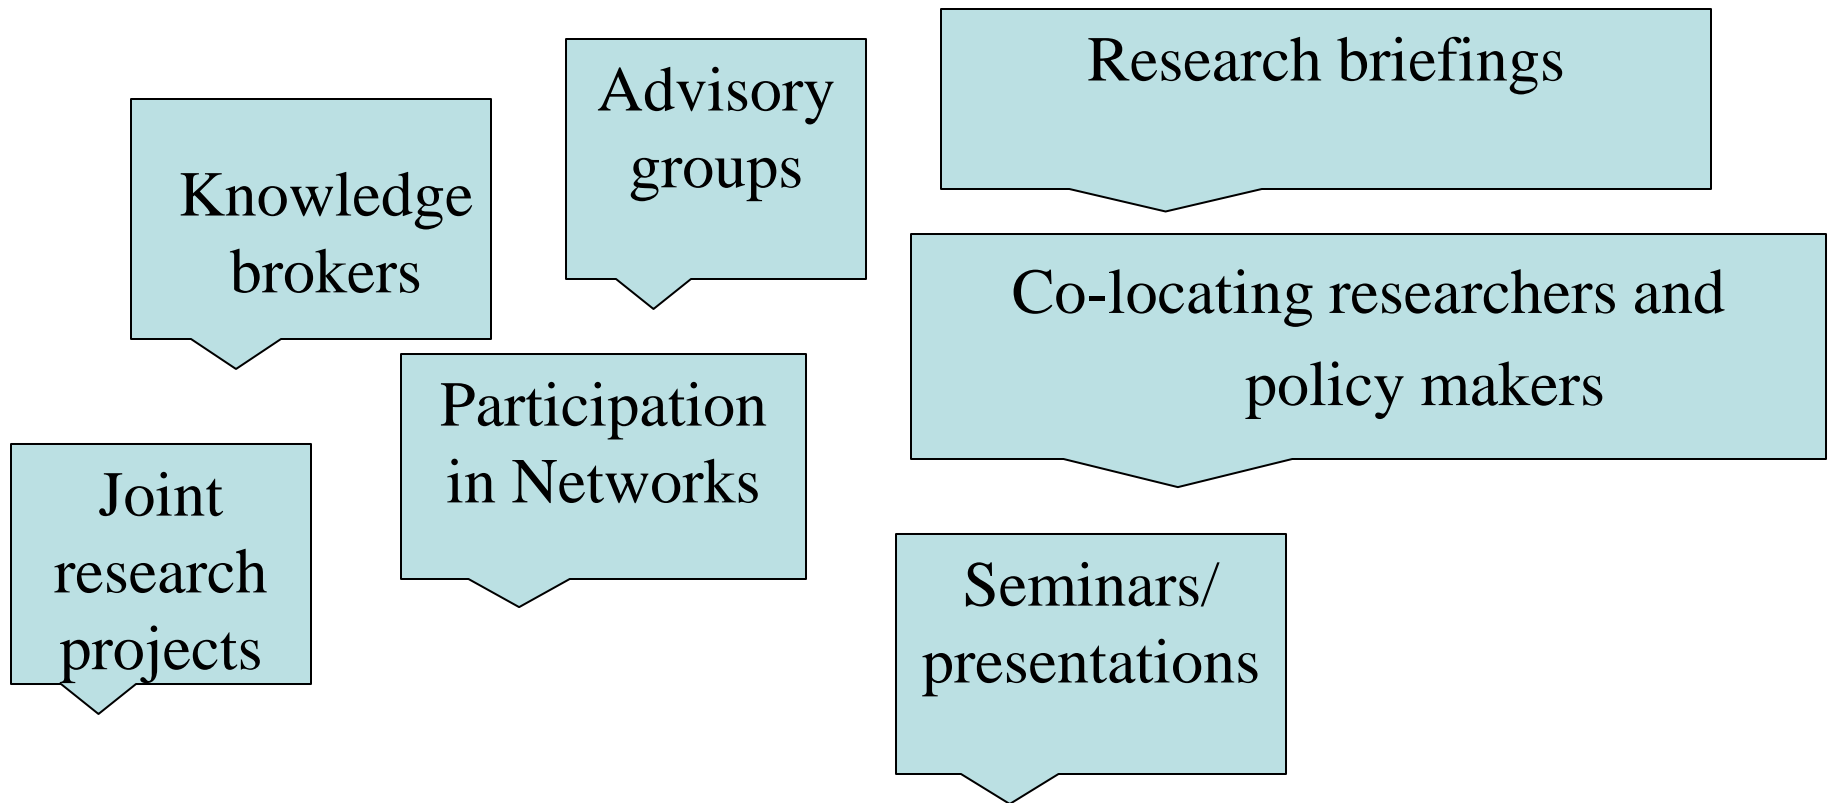 Research briefings
Advisory
groups
Knowledge
brokers
Co-locating researchers and
policy makers
Participation
in Networks
Joint
research
projects
Seminars/
presentations